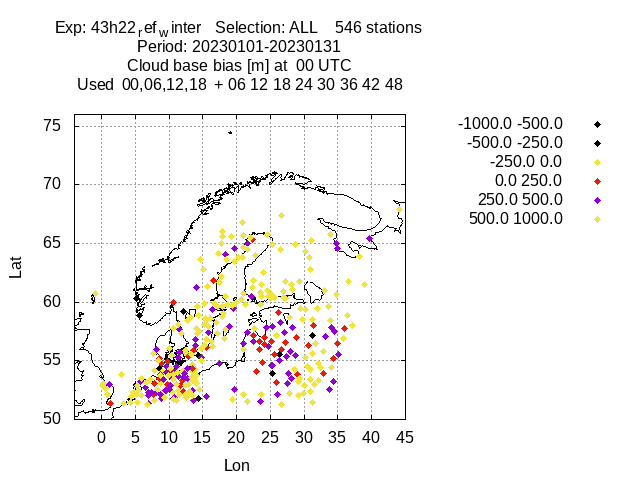 Exp: 43h22refwinter   Selection: ALL    546 stations
Period: 20230101-20230131
Cloud base bias [m] at  00 UTC
Used  00,06,12,18  + 06 12 18 24 30 36 42 48
-1000.0 -500.0
-500.0 -250.0
-250.0 0.0
0.0 250.0
250.0 500.0
500.0 1000.0
75
70
65
60
55
50
Lat
0 5 10 15 20 25 30 35 40 45
Lon